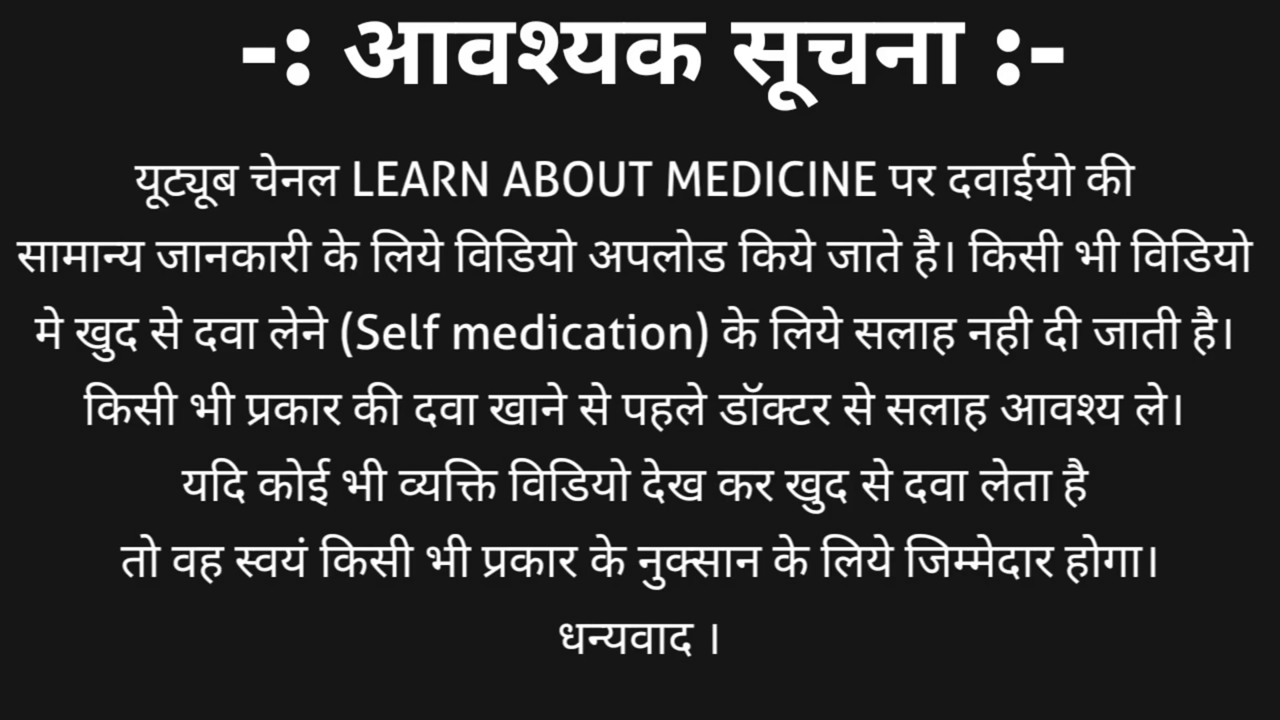 -: आवश्यक सूचना :-
यूट्यूब चेनल LEARN ABOUT MEDICINE पर दवाईयो की
सामान्य जानकारी के लिये विडियो अपलोड किये जाते है। किसी भी विडियो
मे खुद से दवा लेने (Self medication) के लिये सलाह नही दी जाती है।
किसी भी प्रकार की दवा खाने से पहले डॉक्टर से सलाह आवश्य ले।
यदि कोई भी व्यक्ति विडियो देख कर खुद से दवा लेता है
तो वह स्वयं किसी भी प्रकार के नुक्सान के लिये जिम्मेदार होगा।
धन्यवाद ।